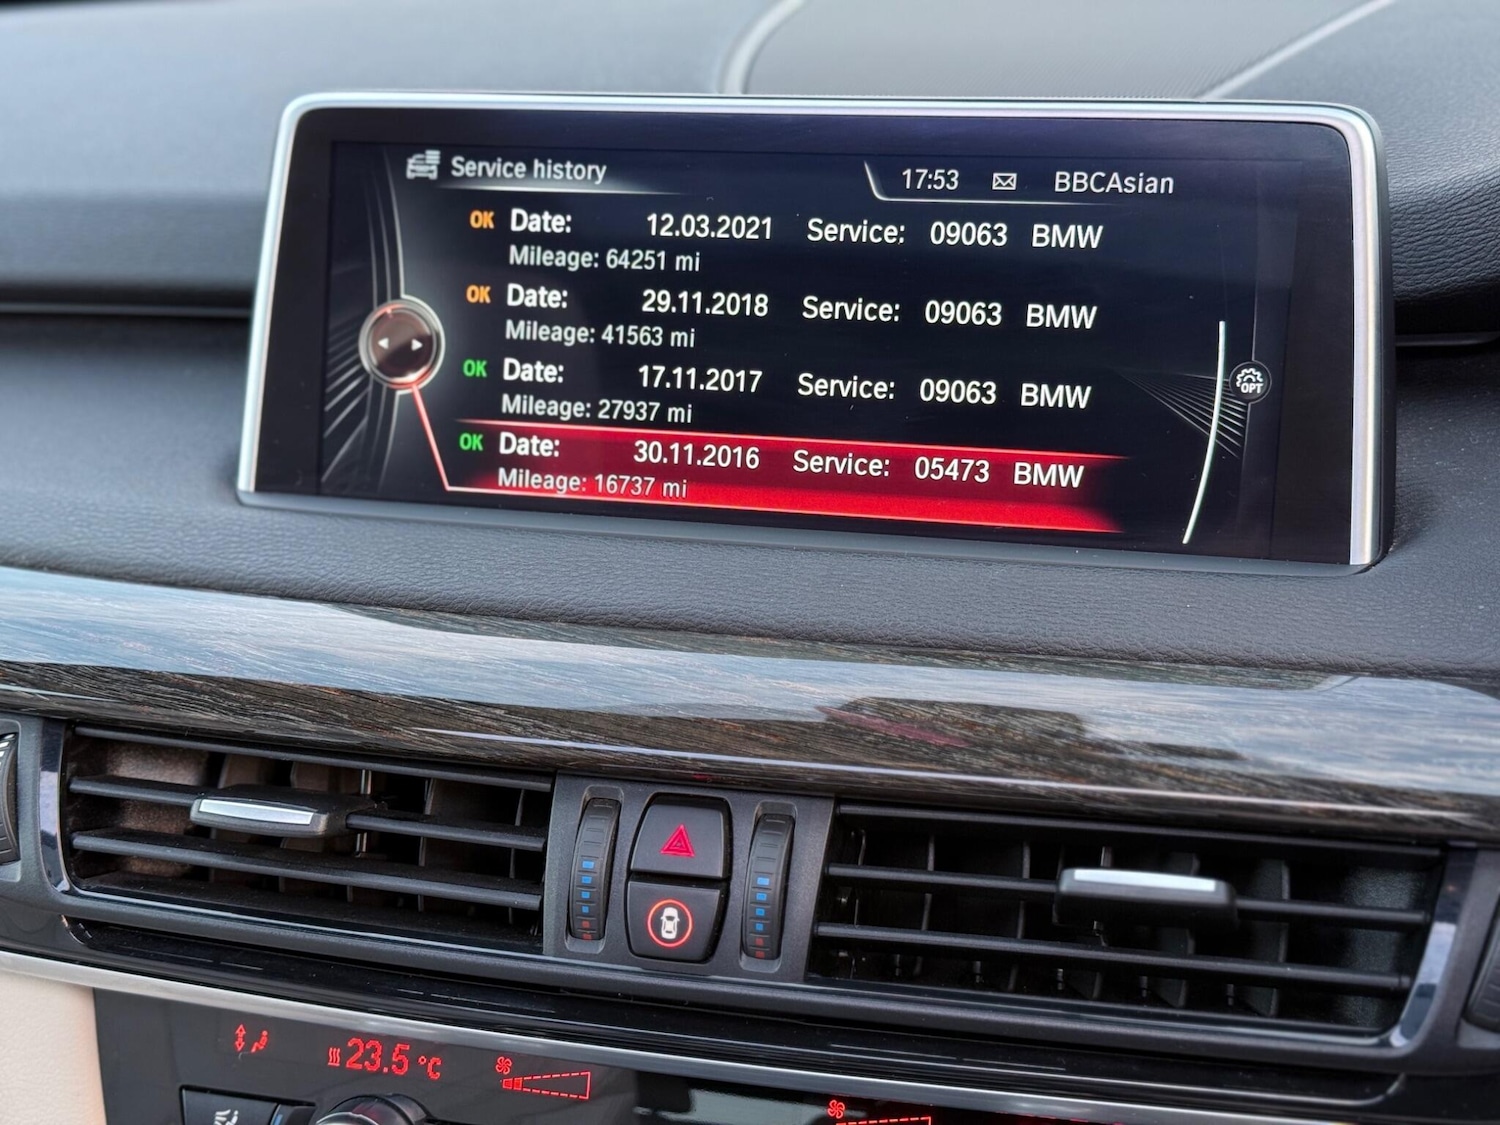 Service history 17:53 BBCAsian
OK Date: 12.03.2021 Service: 09063 BMW
Mileage: 64251 mi
OK Date: 29.11.2018 Service: 09063 BMW
Mileage: 41563 mi
OK Date: 17.11.2017 Service: 09063 BMW
Mileage: 27937 mi
OPT
OK Date: 30.11.2016 Service: 05473 BMW
Mileage: 16737 mi
23.5 °C